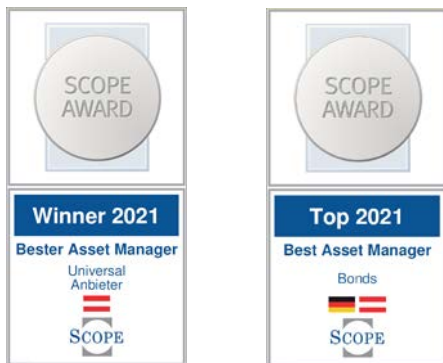 SCOPE
AWARD
Winner 2021
Bester Asset Manager
Universal
Anbieter
SCOPE
SCOPE
AWARD
Top 2021
Best Asset Manager
Bonds
SCOPE